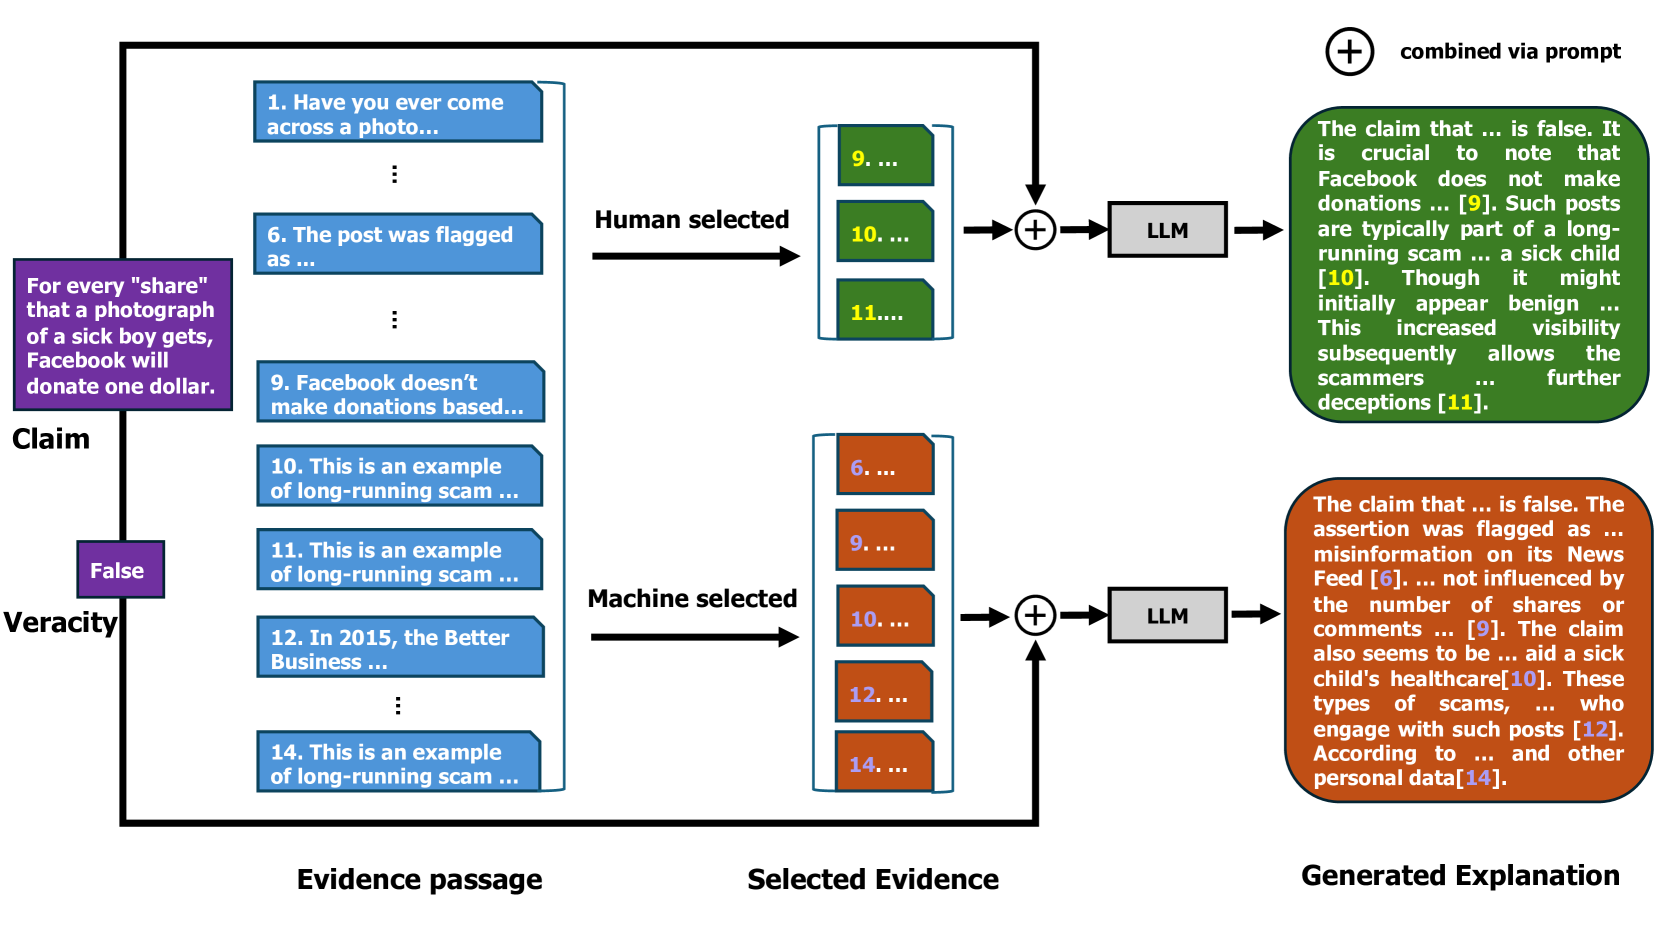 combined via prompt
1. Have you ever come
across a photo...
...
6. The post was flagged
as ...
...
9. Facebook doesn’t
make donations based...
10. This is an example
of long-running scam ...
11. This is an example
of long-running scam ...
12. In 2015, the Better
Business ...
...
14. This is an example
of long-running scam ...
For every "share"
that a photograph
of a sick boy gets,
Facebook will
donate one dollar.
Claim
False
Veracity
Human selected
Machine selected
9. ...
10. ...
11....
6. ...
9. ...
10. ...
12. ...
14. ...
LLM
LLM
The claim that ... is false. It
is crucial to note that
Facebook does not make
donations ... [9]. Such posts
are typically part of a long-
running scam ... a sick child
[10]. Though it might
initially appear benign ...
This increased visibility
subsequently allows the
scammers ... further
deceptions [11].
The claim that ... is false. The
assertion was flagged as ...
misinformation on its News
Feed [6]. ... not influenced by
the number of shares or
comments ... [9]. The claim
also seems to be ... aid a sick
child's healthcare[10]. These
types of scams, ... who
engage with such posts [12].
According to ... and other
personal data[14].
Evidence passage
Selected Evidence
Generated Explanation